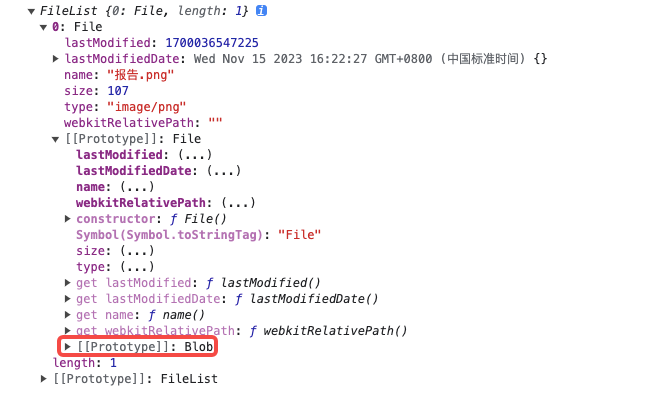 FileList {0: File, length: 1} i
0: File
lastModified: 1700036547225
lastModifiedDate: Wed Nov 15 2023 16:22:27 GMT+0800 (中国标准时间) {}
name: "报告.png"
size: 107
type: "image/png"
webkitRelativePath: ""
[[Prototype]]: File
lastModified: (...)
lastModifiedDate: (...)
name: (...)
webkitRelativePath: (...)
constructor: ƒ File()
Symbol(Symbol.toStringTag): "File"
size: (...)
type: (...)
get lastModified: ƒ lastModified()
get lastModifiedDate: ƒ lastModifiedDate()
get name: ƒ name()
get webkitRelativePath: ƒ webkitRelativePath()
[[Prototype]]: Blob
length: 1
[[Prototype]]: FileList